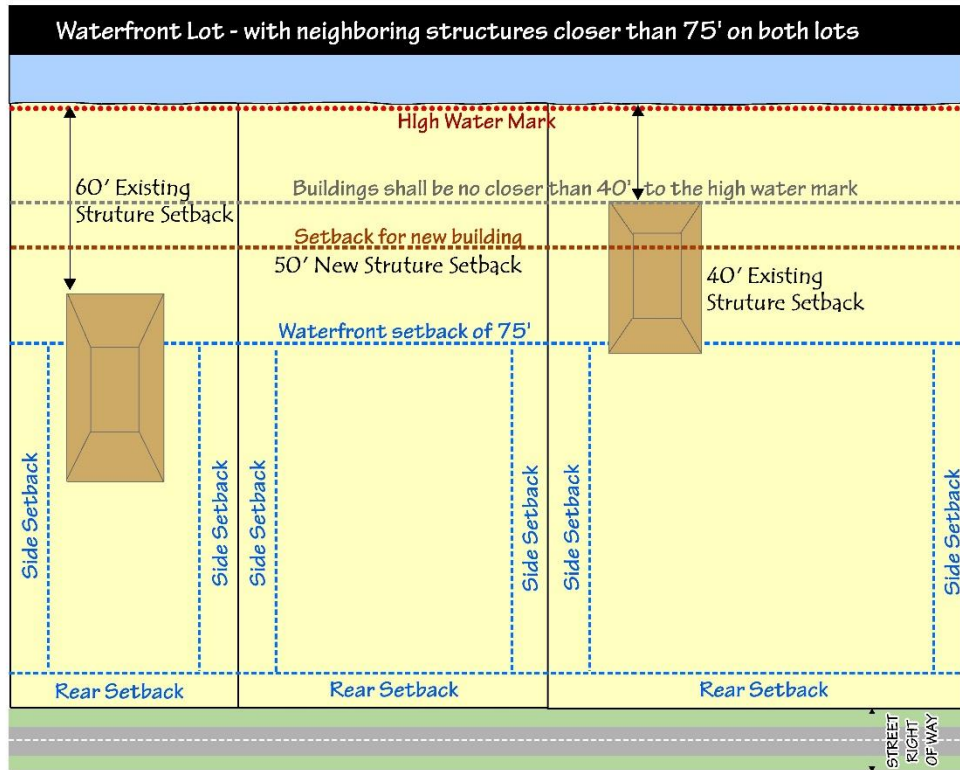 Waterfront Lot - with neighboring structures closer than 75' on both lots
High Water Mark
60' Existing
Struture Setback
Buildings shall be no closer than 40' to the high water mark
Setback for new building
50' New Struture Setback
40' Existing
Struture Setback
Waterfront setback of 75'
Side Setback
Side Setback
Side Setback
Side Setback
Side Setback
Side Setback
Rear Setback
Rear Setback
Rear Setback
STREET
RIGHT
OF WAY